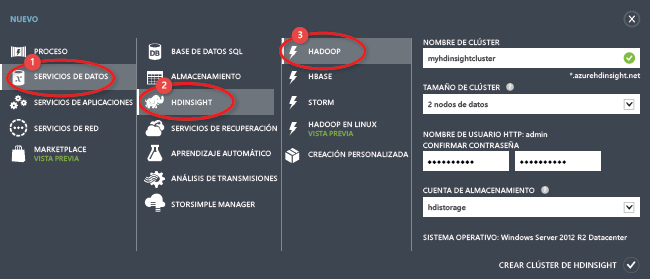 NUEVO
PROCESO
1
SERVICIOS DE DATOS
SERVICIOS DE APLICACIONES
SERVICIOS DE RED
MARKETPLACE
VISTA PREVIA
BASE DE DATOS SQL
ALMACENAMIENTO
2
HDINSIGHT
SERVICIOS DE RECUPERACIÓN
APRENDIZAJE AUTOMÁTICO
ANÁLISIS DE TRANSMISIONES
STORSIMPLE MANAGER
3
HADOOP
HBASE
STORM
HADOOP EN LINUX
VISTA PREVIA
CREACIÓN PERSONALIZADA
NOMBRE DE CLÚSTER
myhdinsightcluster
*.azurehdinsight.net
TAMAÑO DE CLÚSTER
2 nodos de datos
NOMBRE DE USUARIO HTTP: admin
CONFIRMAR CONTRASEÑA
CUENTA DE ALMACENAMIENTO
hdistorage
SISTEMA OPERATIVO: Windows Server 2012 R2 Datacenter
CREAR CLÚSTER DE HDINSIGHT